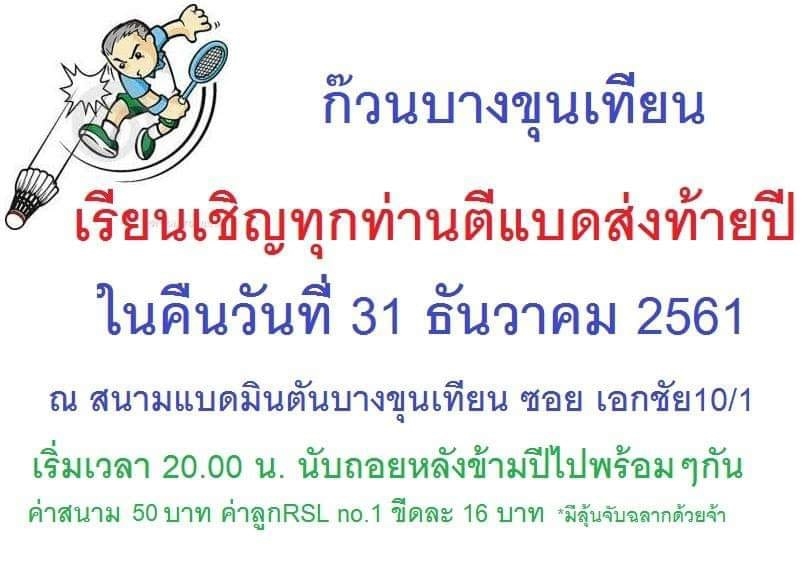 ก๊วนบางขุนเทียน
เรียนเชิญทุกท่านตีแบดส่งท้ายปี
ในคืนวันที่ 31 ธันวาคม 2561
ณ สนามแบดมินตันบางขุนเทียน ซอย เอกชัย10/1
เริ่มเวลา 20.00 น. นับถอยหลังข้ามปีไปพร้อมๆกัน
ค่าสนาม 50 บาท ค่าลูกRSL no.1 ขีดละ 16 บาท *มีลุ้นจับฉลากด้วยจ้า